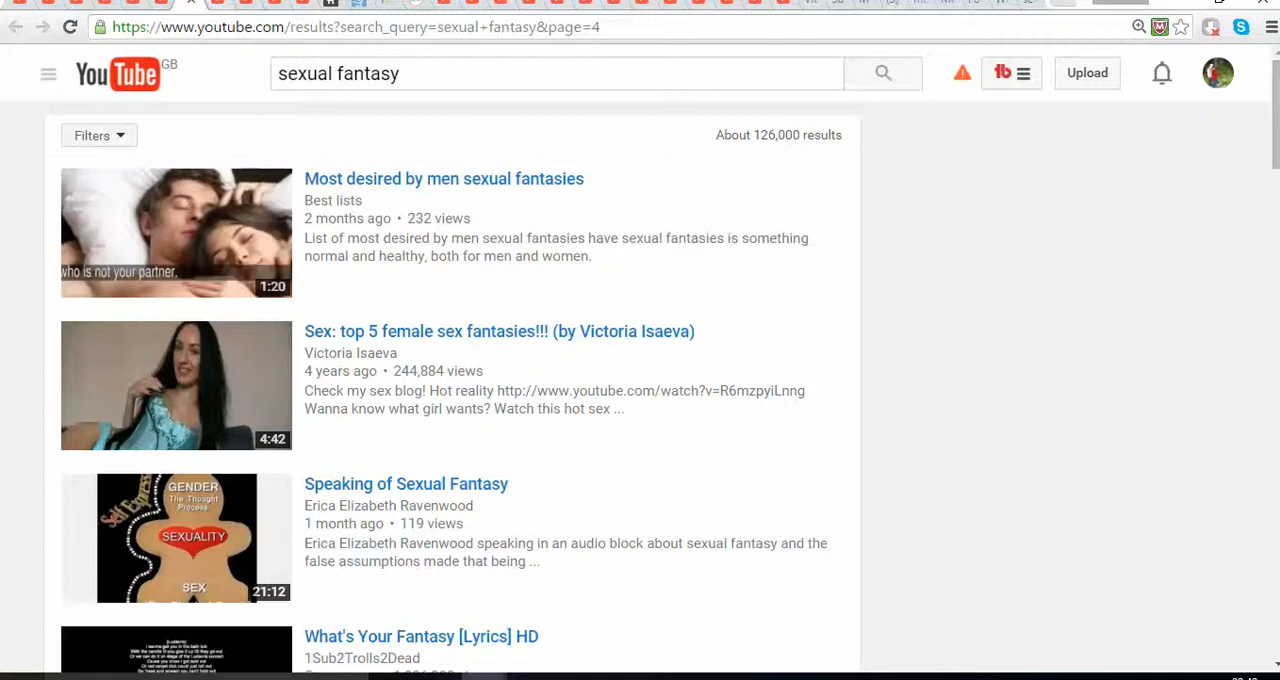 https://www.youtube.com/results?search_query=sexual+fantasy&page=4
YouTube GB
sexual fantasy
Upload
Filters
About 126,000 results
who is not your partner.
1:20
Most desired by men sexual fantasies
Best lists
2 months ago • 232 views
List of most desired by men sexual fantasies have sexual fantasies is something
normal and healthy, both for men and women.
4:42
Sex: top 5 female sex fantasies!!! (by Victoria Isaeva)
Victoria Isaeva
4 years ago • 244,884 views
Check my sex blog! Hot reality http://www.youtube.com/watch?v=R6mzpyiLnng
Wanna know what girl wants? Watch this hot sex ...
GENDER
The Thought
Process
SEXUALITY
SEX
21:12
Speaking of Sexual Fantasy
Erica Elizabeth Ravenwood
1 month ago • 119 views
Erica Elizabeth Ravenwood speaking in an audio block about sexual fantasy and the
false assumptions made that being ...
What's Your Fantasy [Lyrics] HD
1Sub2Trolls2Dead